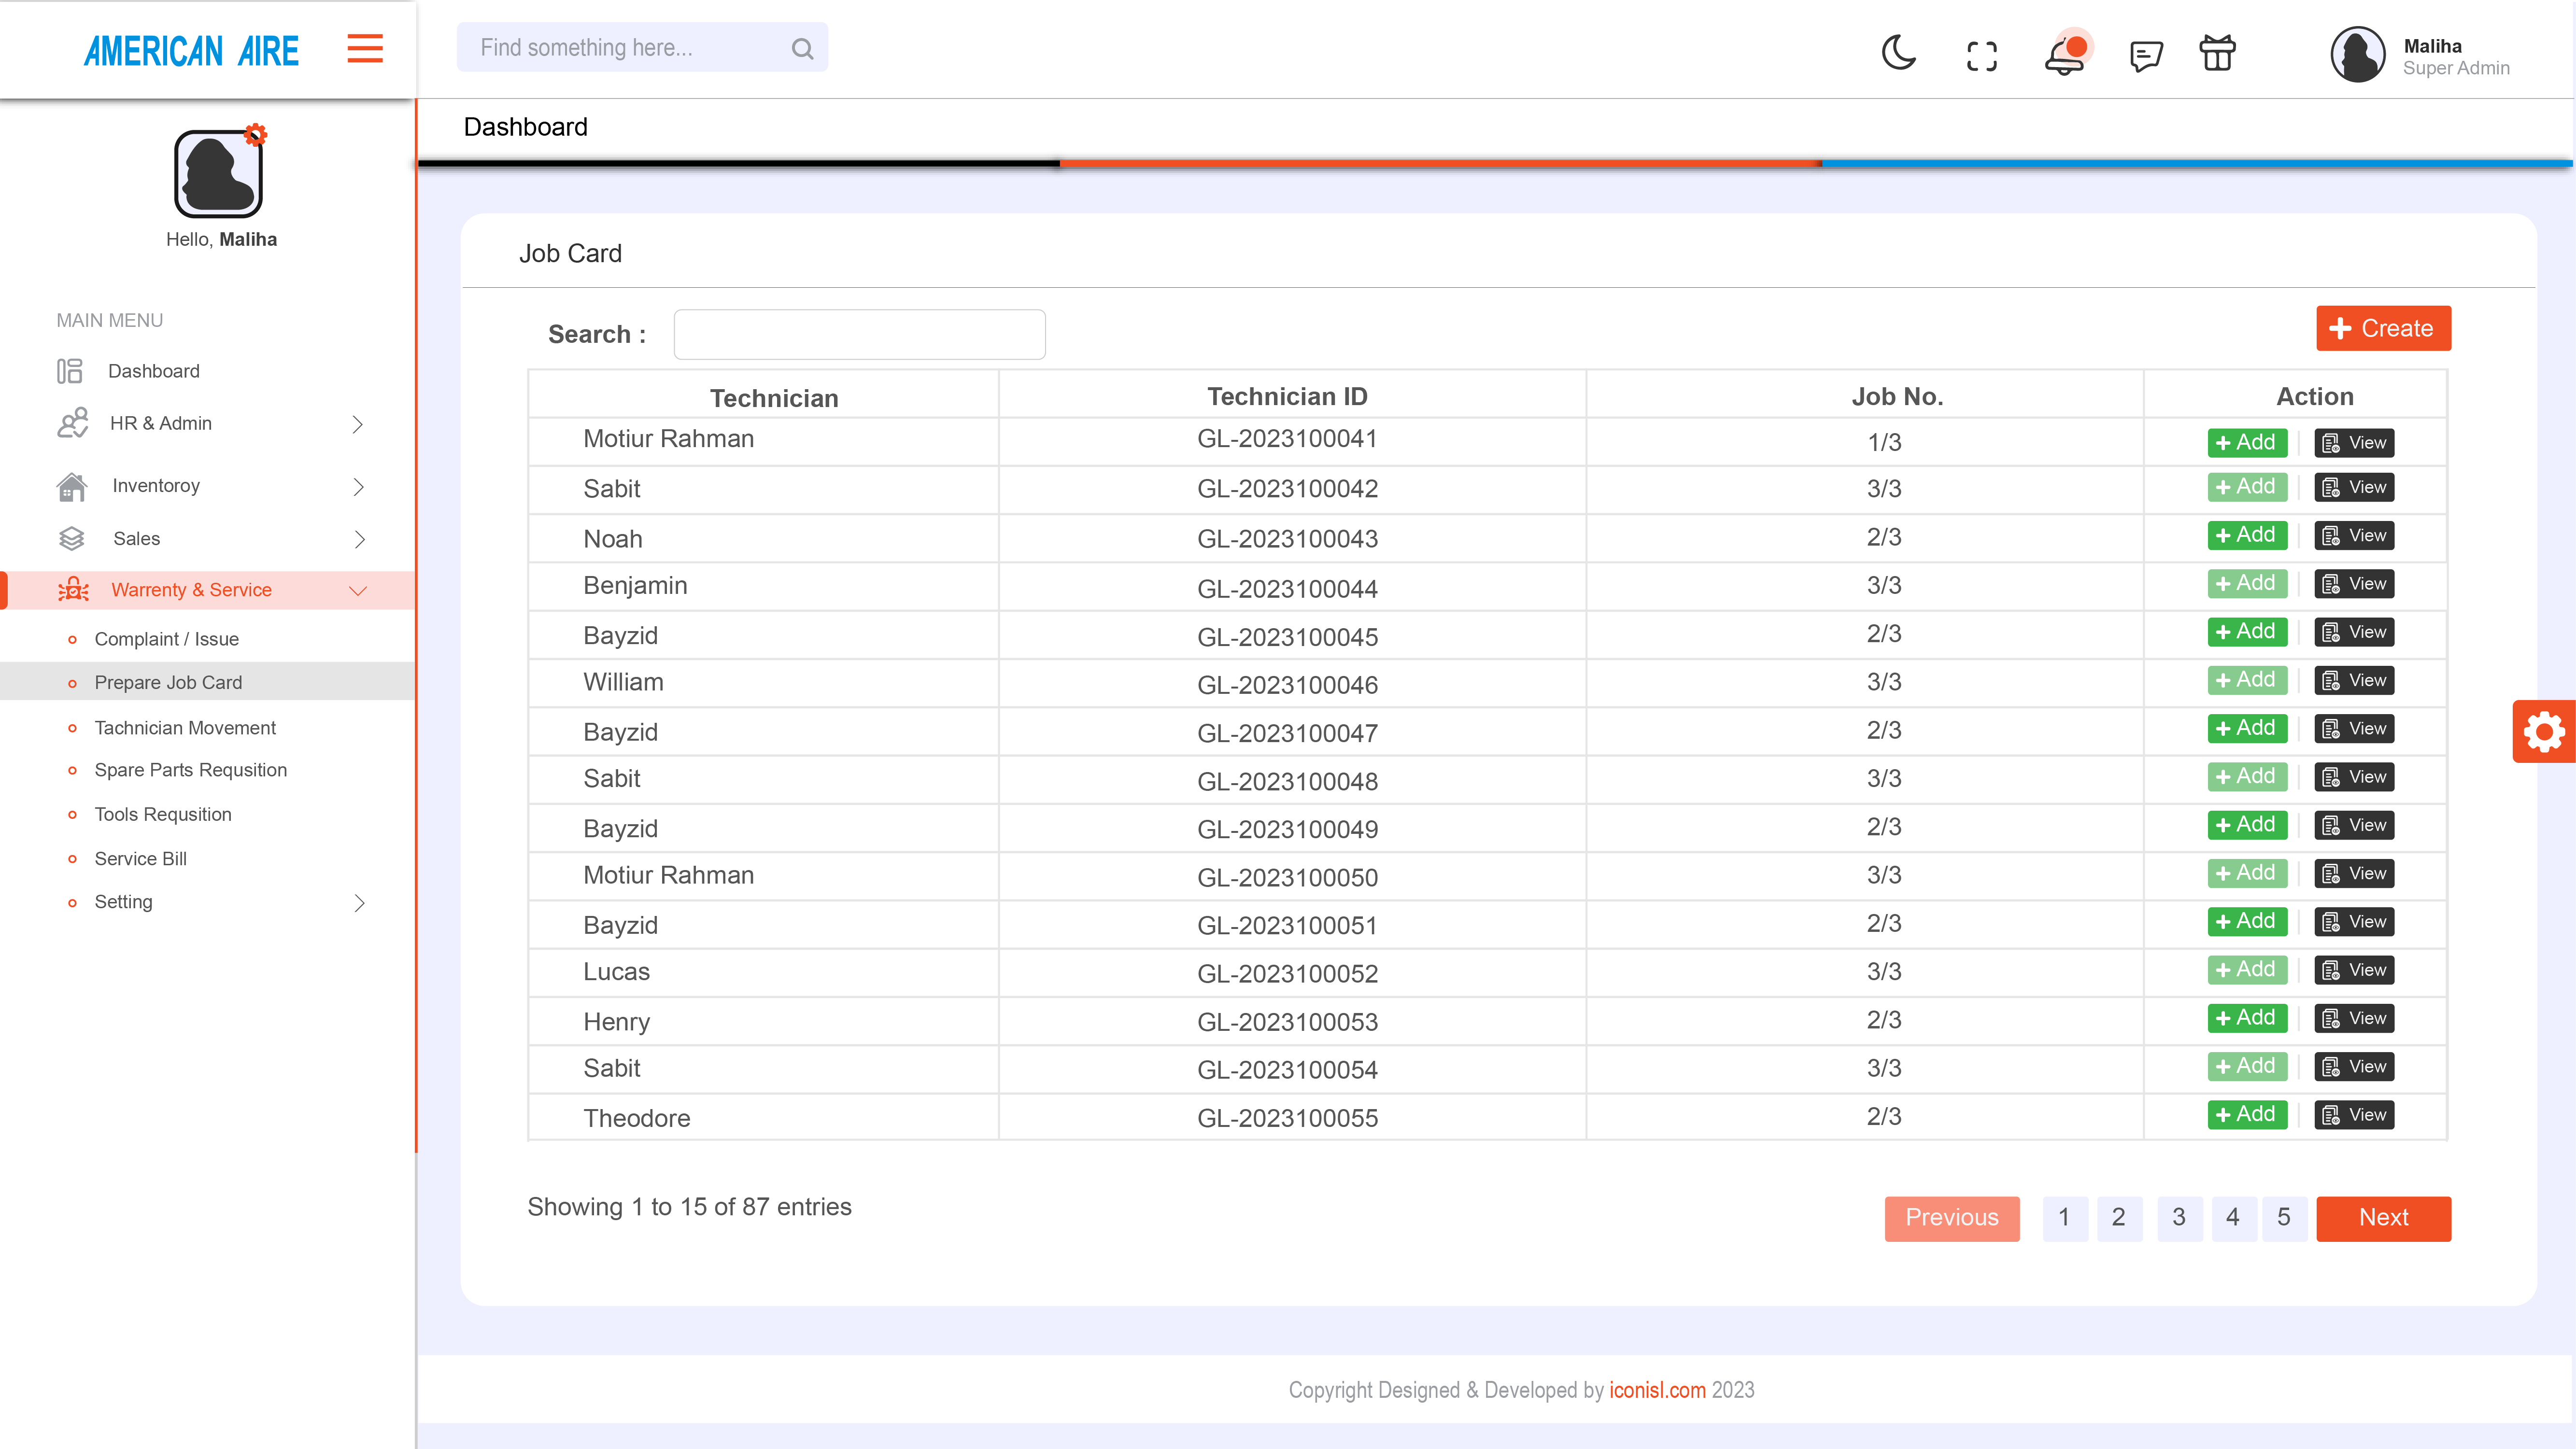 AMERICAN AIRE
Find something here...
Maliha
Super Admin
Dashboard
Hello, Maliha
MAIN MENU
Dashboard
HR & Admin
Inventoroy
Sales
Warrenty & Service
Complaint / Issue
Prepare Job Card
Tachnician Movement
Spare Parts Requsition
Tools Requsition
Service Bill
Setting
Job Card
Search :
Create
Technician Technician ID Job No. Action
Motiur Rahman GL-2023100041 1/3 Add View
Sabit GL-2023100042 3/3 Add View
Noah GL-2023100043 2/3 Add View
Benjamin GL-2023100044 3/3 Add View
Bayzid GL-2023100045 2/3 Add View
William GL-2023100046 3/3 Add View
Bayzid GL-2023100047 2/3 Add View
Sabit GL-2023100048 3/3 Add View
Bayzid GL-2023100049 2/3 Add View
Motiur Rahman GL-2023100050 3/3 Add View
Bayzid GL-2023100051 2/3 Add View
Lucas GL-2023100052 3/3 Add View
Henry GL-2023100053 2/3 Add View
Sabit GL-2023100054 3/3 Add View
Theodore GL-2023100055 2/3 Add View
Showing 1 to 15 of 87 entries
Previous 1 2 3 4 5 Next
Copyright Designed & Developed by iconisl.com 2023